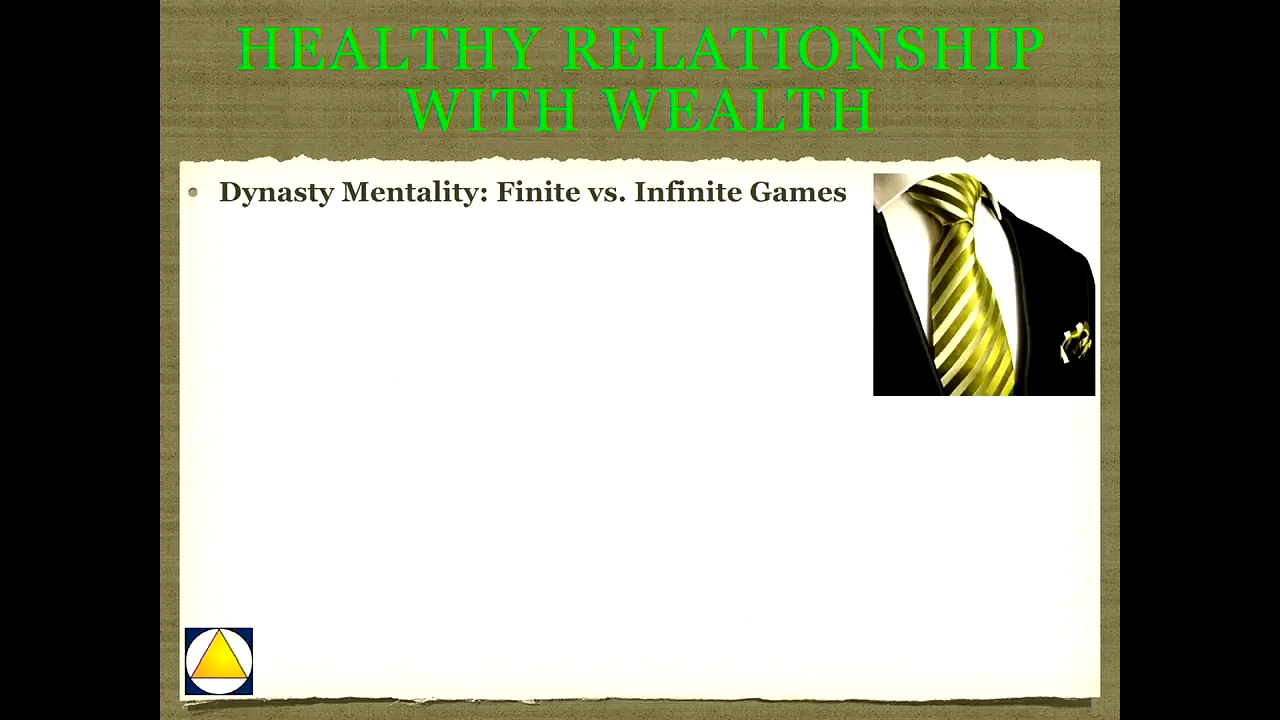 HEALTHY RELATIONSHIP
WITH WEALTH
• Dynasty Mentality: Finite vs. Infinite Games